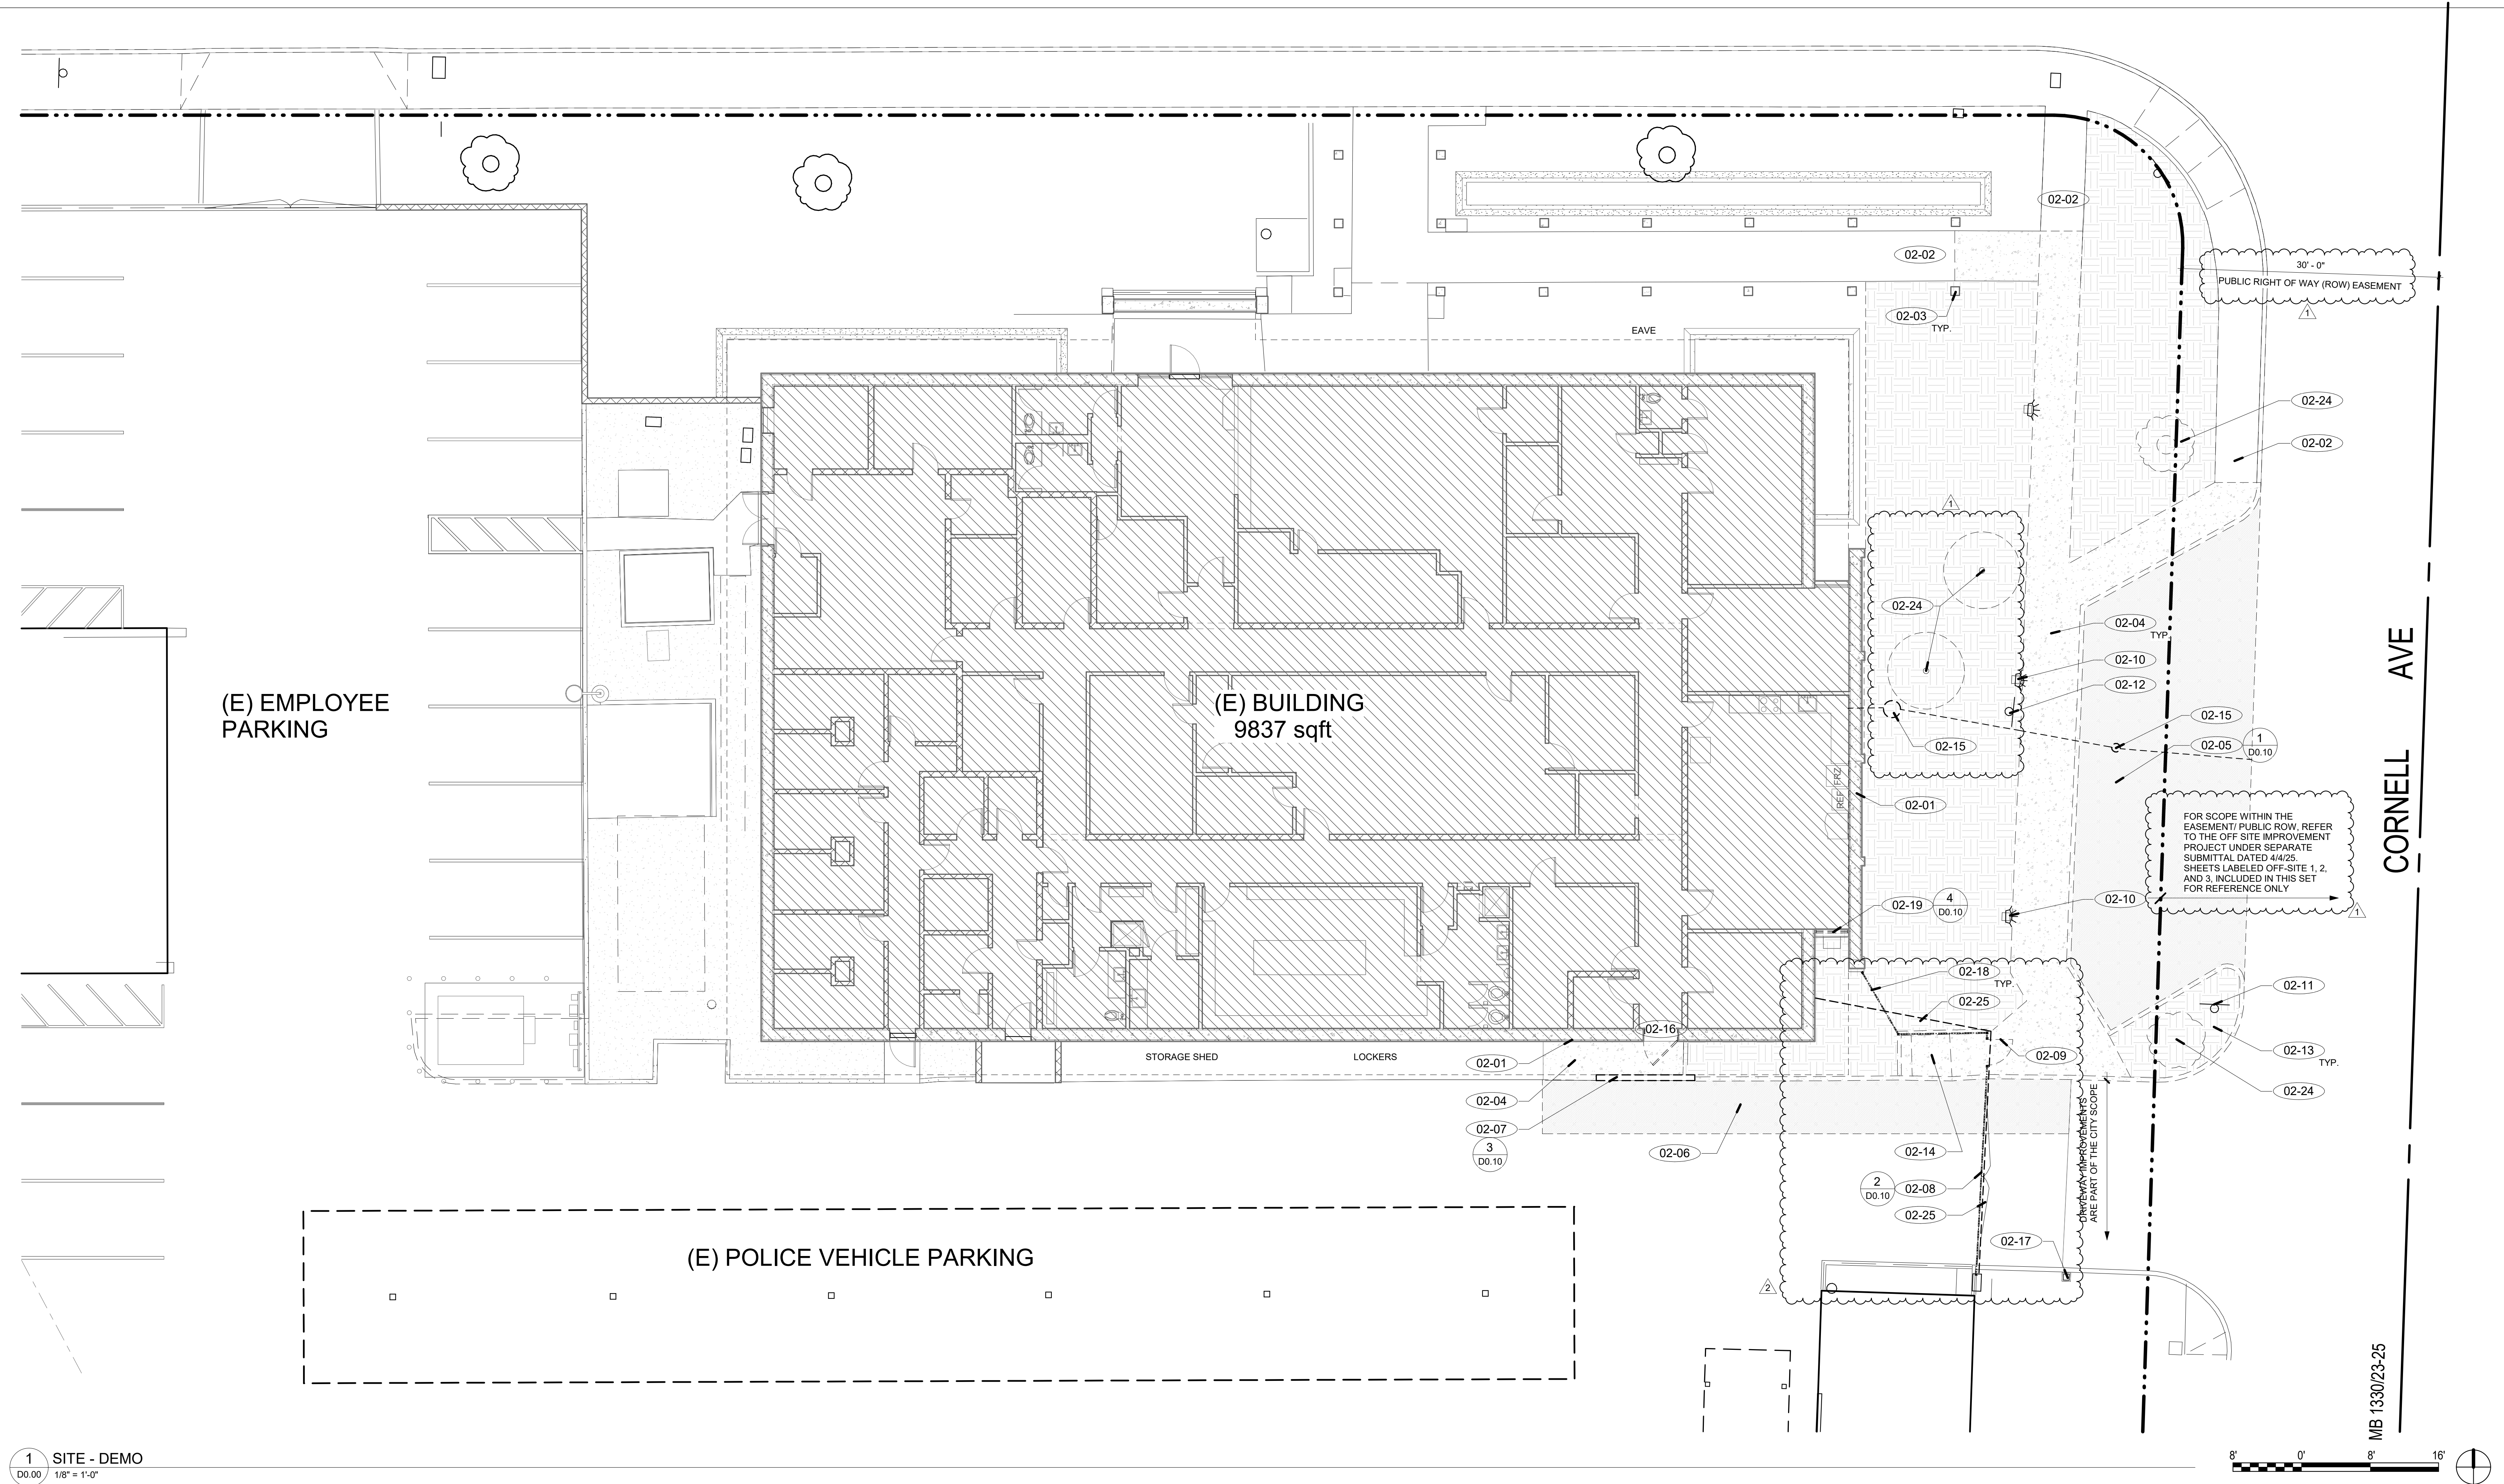 02-02
02-02
30' - 0"
PUBLIC RIGHT OF WAY (ROW) EASEMENT
1
02-03
TYP.
EAVE
02-24
02-02
1
02-24
02-04
TYP.
02-10
02-12
02-15
02-05
1
D0.10
02-15
(E) EMPLOYEE
PARKING
(E) BUILDING
9837 sqft
FRZ
REF
02-01
CORNELL AVE
FOR SCOPE WITHIN THE
EASEMENT/ PUBLIC ROW, REFER
TO THE OFF SITE IMPROVEMENT
PROJECT UNDER SEPARATE
SUBMITTAL DATED 4/4/25.
SHEETS LABELED OFF-SITE 1, 2,
AND 3, INCLUDED IN THIS SET
FOR REFERENCE ONLY
1
02-10
02-19
4
D0.10
02-18
TYP.
02-25
02-11
02-16
02-09
02-13
TYP.
02-24
STORAGE SHED
LOCKERS
02-01
02-04
02-07
3
D0.10
02-06
02-14
2
D0.10
02-08
02-25
02-17
DRIVEWAY IMPROVEMENTS
ARE PART OF THE CITY SCOPE
2
(E) POLICE VEHICLE PARKING
MB 1330/23-25
1
D0.00
SITE - DEMO
1/8" = 1'-0"
8' 0' 8' 16'